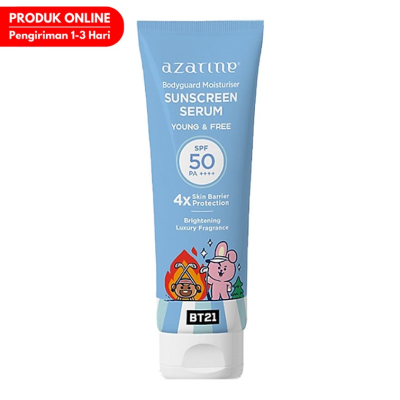 PRODUK ONLINE
Pengiriman 1-3 Hari
azarine
Bodyguard Moisturiser
SUNSCREEN
SERUM
YOUNG & FREE
SPF
50
PA ++++
4x Skin Barrier
Protection
Brightening
Luxury Fragrance
BT21